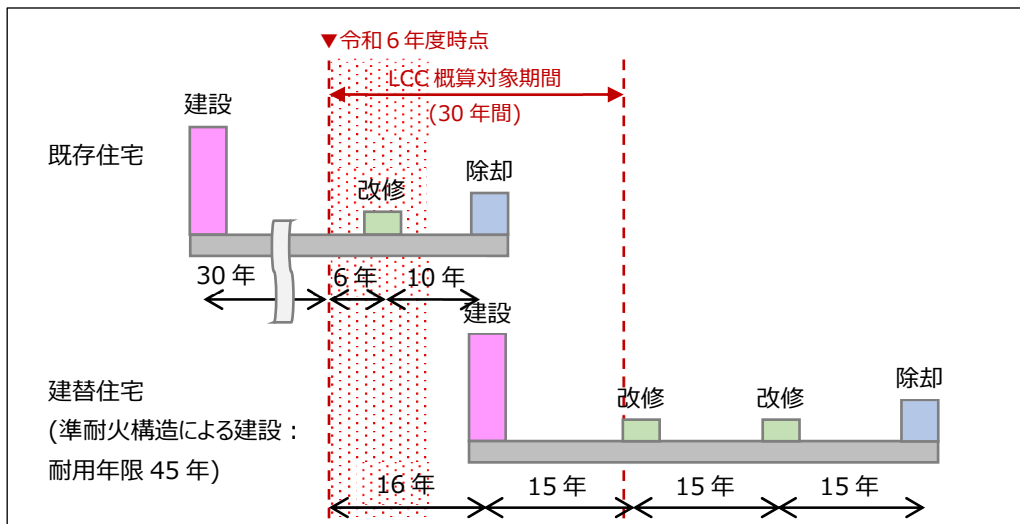 ▼令和６年度時点
LCC 概算対象期間
(30 年間)
建設
既存住宅
改修
除却
30 年
6 年
10 年
建設
建替住宅
(準耐火構造による建設：
耐用年限 45 年)
改修
改修
除却
16 年
15 年
15 年
15 年